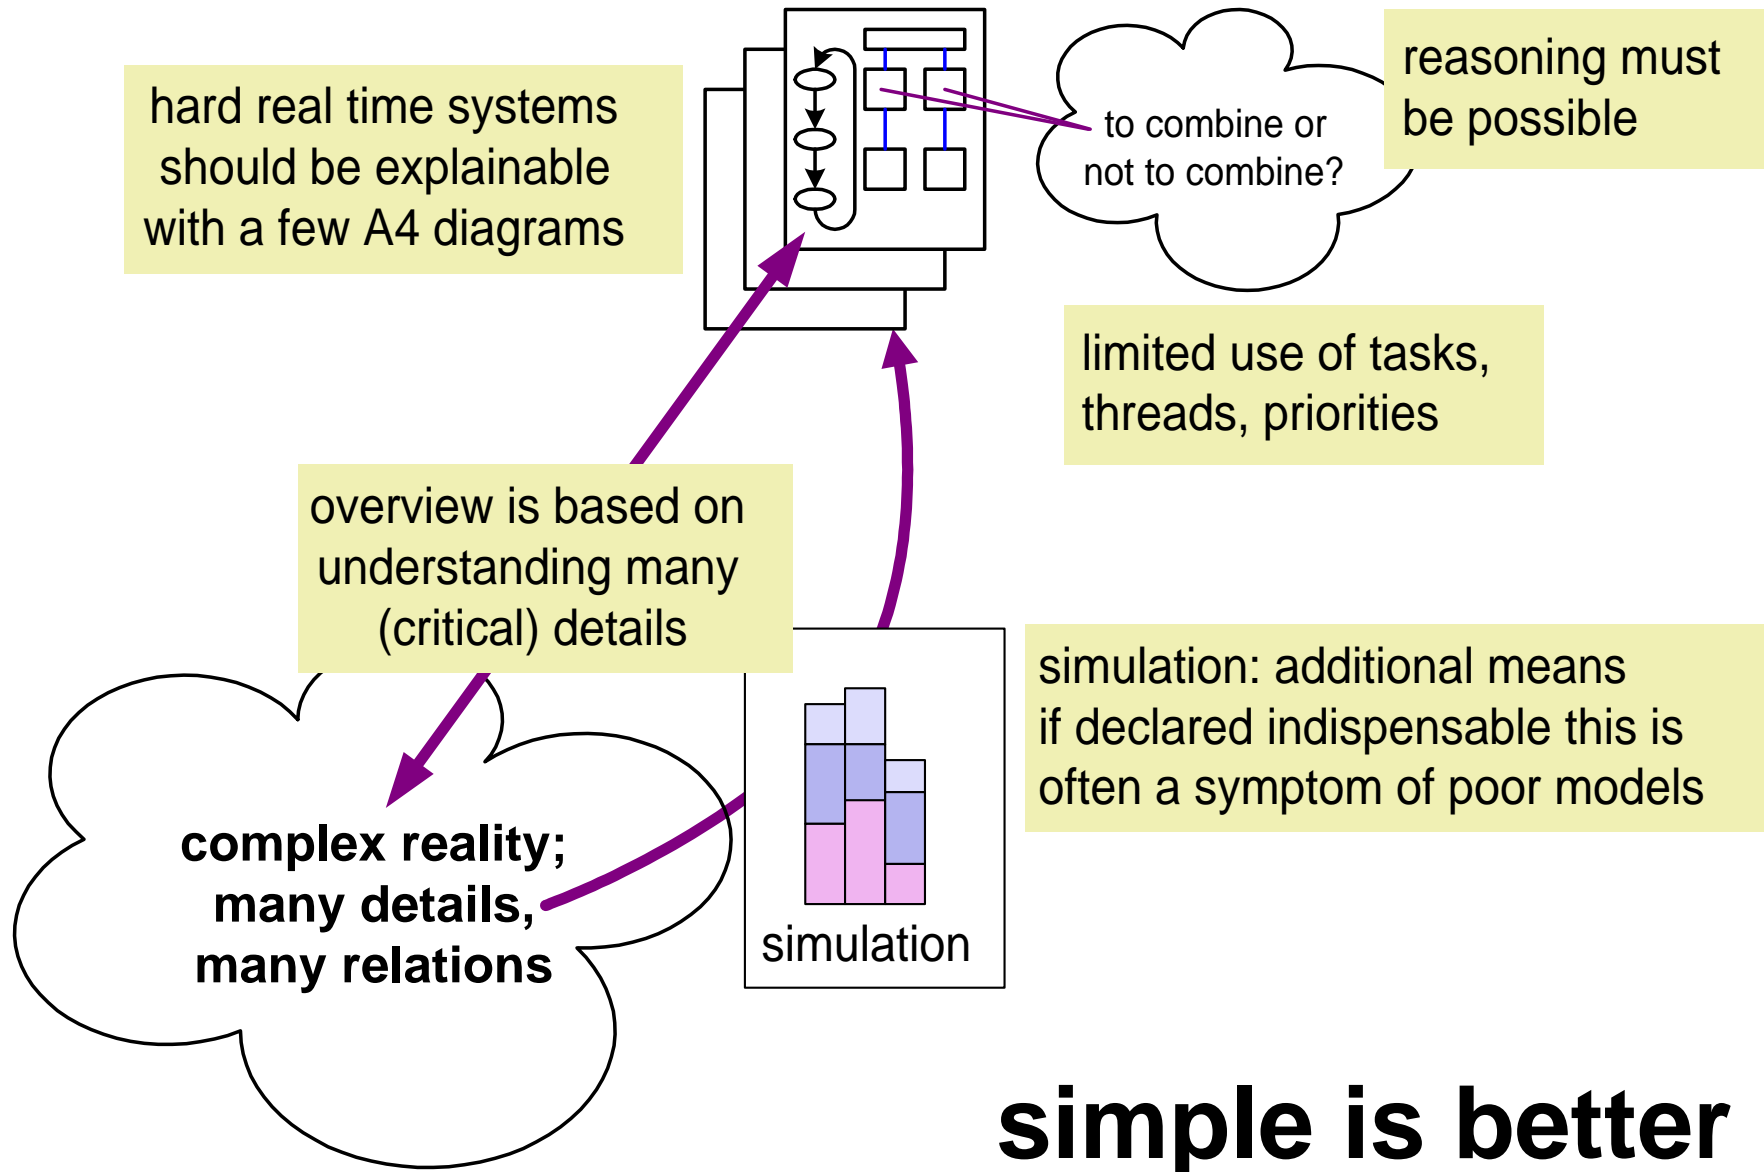 hard real time systems
should be explainable
with a few A4 diagrams
to combine or
not to combine?
reasoning must
be possible
limited use of tasks,
threads, priorities
overview is based on
understanding many
(critical) details
simulation: additional means
if declared indispensable this is
often a symptom of poor models
complex reality;
many details,
many relations
simulation
simple is better